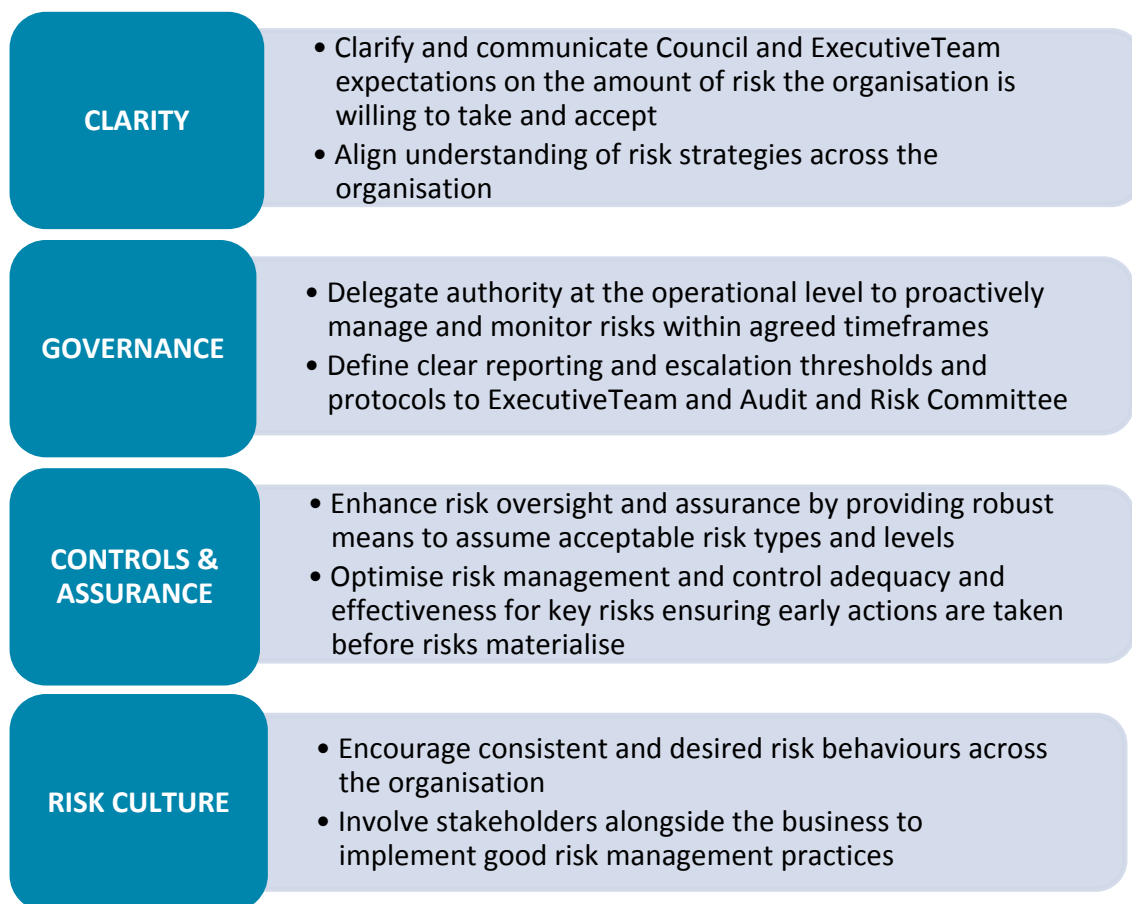 CLARITY
• Clarify and communicate Council and ExecutiveTeam
expectations on the amount of risk the organisation is
willing to take and accept
• Align understanding of risk strategies across the
organisation
GOVERNANCE
• Delegate authority at the operational level to proactively
manage and monitor risks within agreed timeframes
• Define clear reporting and escalation thresholds and
protocols to ExecutiveTeam and Audit and Risk Committee
CONTROLS &
ASSURANCE
• Enhance risk oversight and assurance by providing robust
means to assume acceptable risk types and levels
• Optimise risk management and control adequacy and
effectiveness for key risks ensuring early actions are taken
before risks materialise
RISK CULTURE
• Encourage consistent and desired risk behaviours across
the organisation
• Involve stakeholders alongside the business to
implement good risk management practices